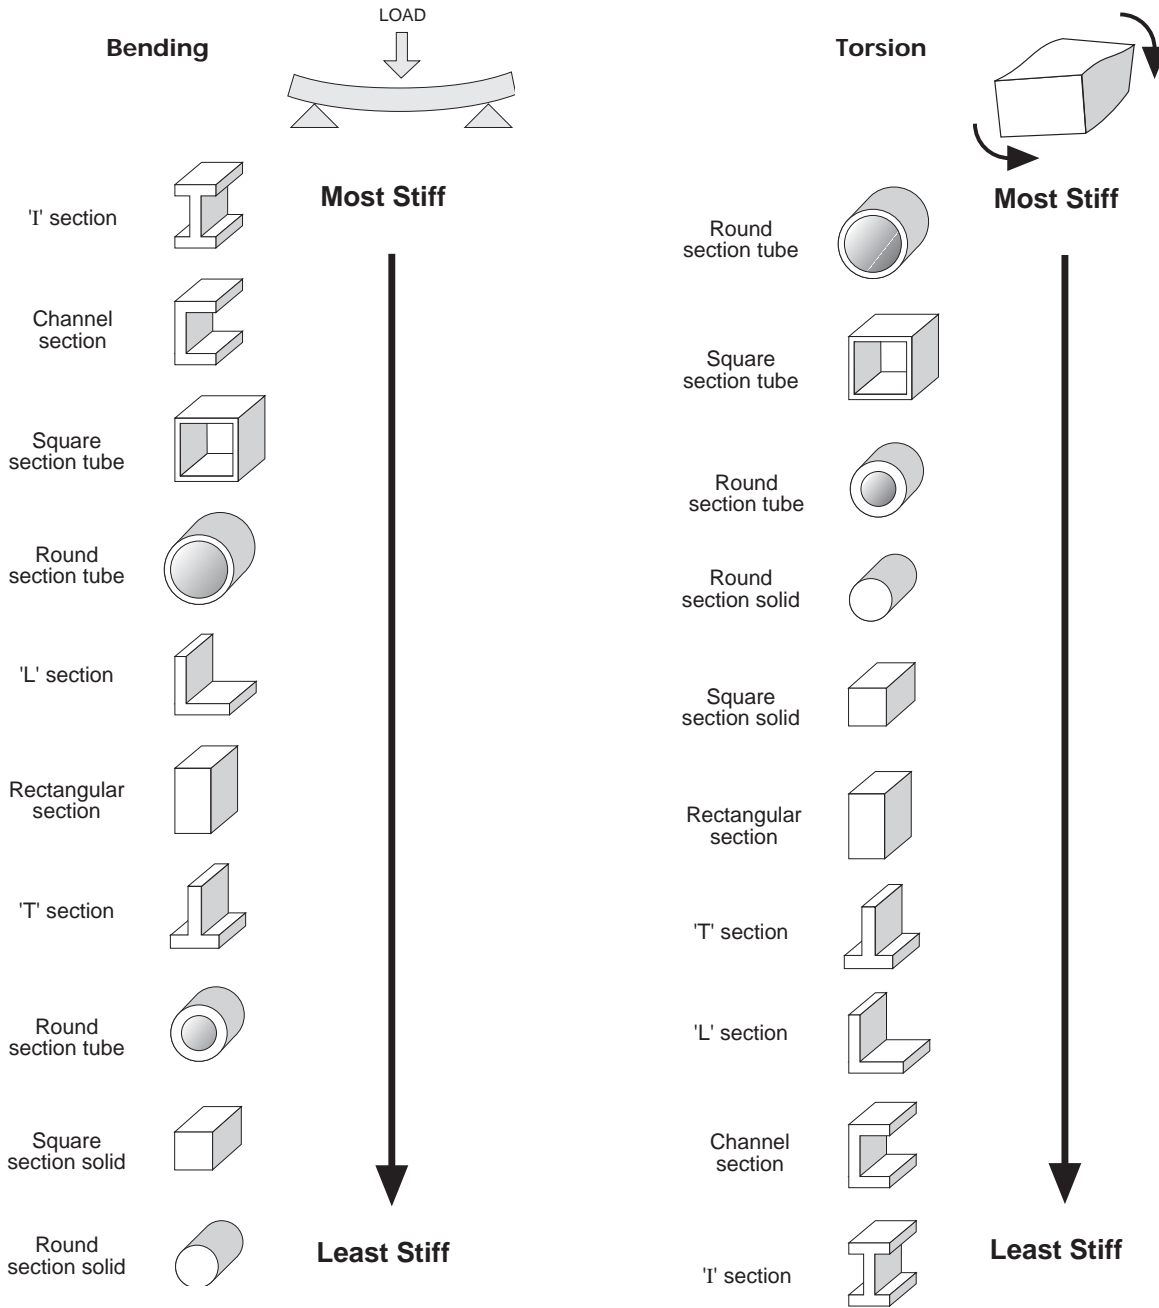 Bending
LOAD
Most Stiff
'I' section
Channel
section
Square
section tube
Round
section tube
'L' section
Rectangular
section
'T' section
Round
section tube
Square
section solid
Round
section solid
Least Stiff
Torsion
Most Stiff
Round
section tube
Square
section tube
Round
section tube
Round
section solid
Square
section solid
Rectangular
section
'T' section
'L' section
Channel
section
'I' section
Least Stiff